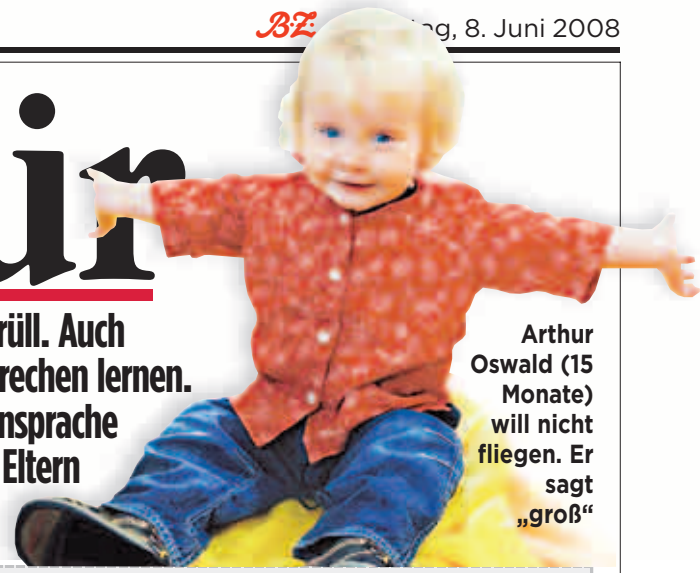 B.Z. g, 8. Juni 2008
ür
rüll. Auch
rechen lernen.
nsprache
Eltern
Arthur
Oswald (15
Monate)
will nicht
fliegen. Er
sagt
„groß“